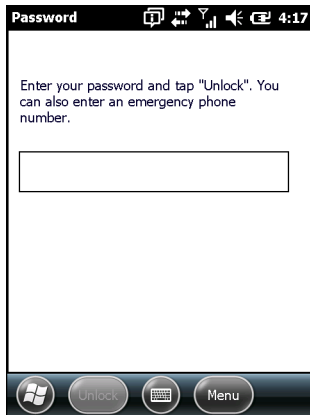 Password 4:17
Enter your password and tap "Unlock". You
can also enter an emergency phone
number.
Unlock Menu